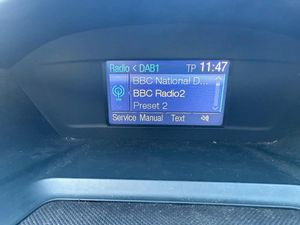 Radio < DAB1 TP 11:47
BBC National D...
BBC Radio2
Preset 2
Service Manual Text